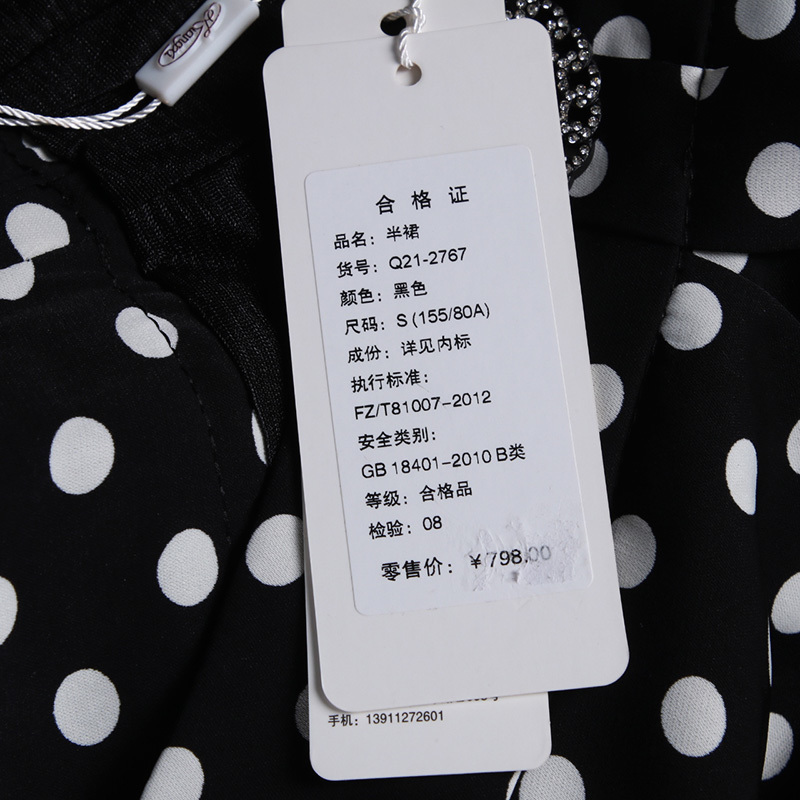 合格证
品名：半裙
货号：Q21-2767
颜色：黑色
尺码：S (155/80A)
成份：详见内标
执行标准：
FZ/T81007-2012
安全类别：
GB 18401-2010 B类
等级：合格品
检验：08
零售价：￥798.00
手机：13911272601